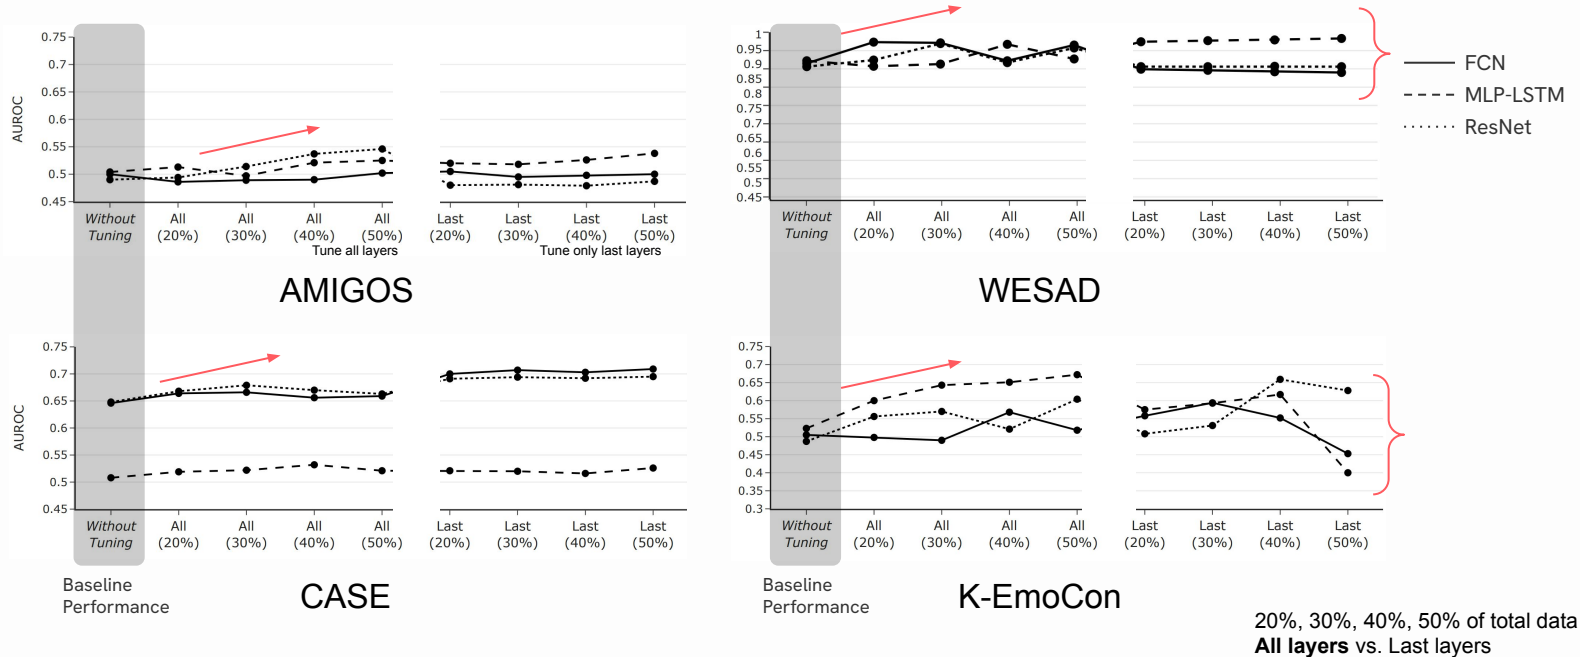 AUROC
0.75
0.7
0.65
0.6
0.55
0.5
0.45
Without Tuning
All (20%)
All (30%)
All (40%)
All (50%)
Last (20%)
Last (30%)
Last (40%)
Last (50%)
Tune all layers
Tune only last layers
AMIGOS
1
0.95
0.9
0.85
0.8
0.75
0.7
0.65
0.6
0.55
0.5
0.45
Without Tuning
All (20%)
All (30%)
All (40%)
All (50%)
Last (20%)
Last (30%)
Last (40%)
Last (50%)
WESAD
FCN
MLP-LSTM
ResNet
AUROC
0.75
0.7
0.65
0.6
0.55
0.5
0.45
Without Tuning
All (20%)
All (30%)
All (40%)
All (50%)
Last (20%)
Last (30%)
Last (40%)
Last (50%)
Baseline
Performance
CASE
0.75
0.7
0.65
0.6
0.55
0.5
0.45
0.4
0.35
0.3
Without Tuning
All (20%)
All (30%)
All (40%)
All (50%)
Last (20%)
Last (30%)
Last (40%)
Last (50%)
Baseline
Performance
K-EmoCon
20%, 30%, 40%, 50% of total data
All layers vs. Last layers